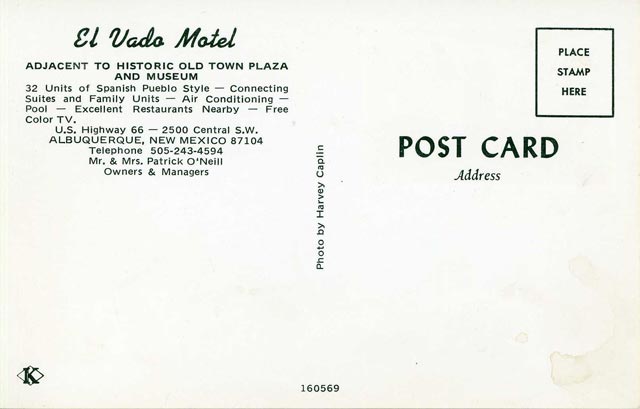 El Vado Motel
ADJACENT TO HISTORIC OLD TOWN PLAZA
AND MUSEUM
32 Units of Spanish Pueblo Style — Connecting
Suites and Family Units — Air Conditioning —
Pool — Excellent Restaurants Nearby — Free
Color TV.
U.S. Highway 66 — 2500 Central S.W.
ALBUQUERQUE, NEW MEXICO 87104
Telephone 505-243-4594
Mr. & Mrs. Patrick O'Neill
Owners & Managers
Photo by Harvey Caplin
PLACE
STAMP
HERE
POST CARD
Address
K
160569